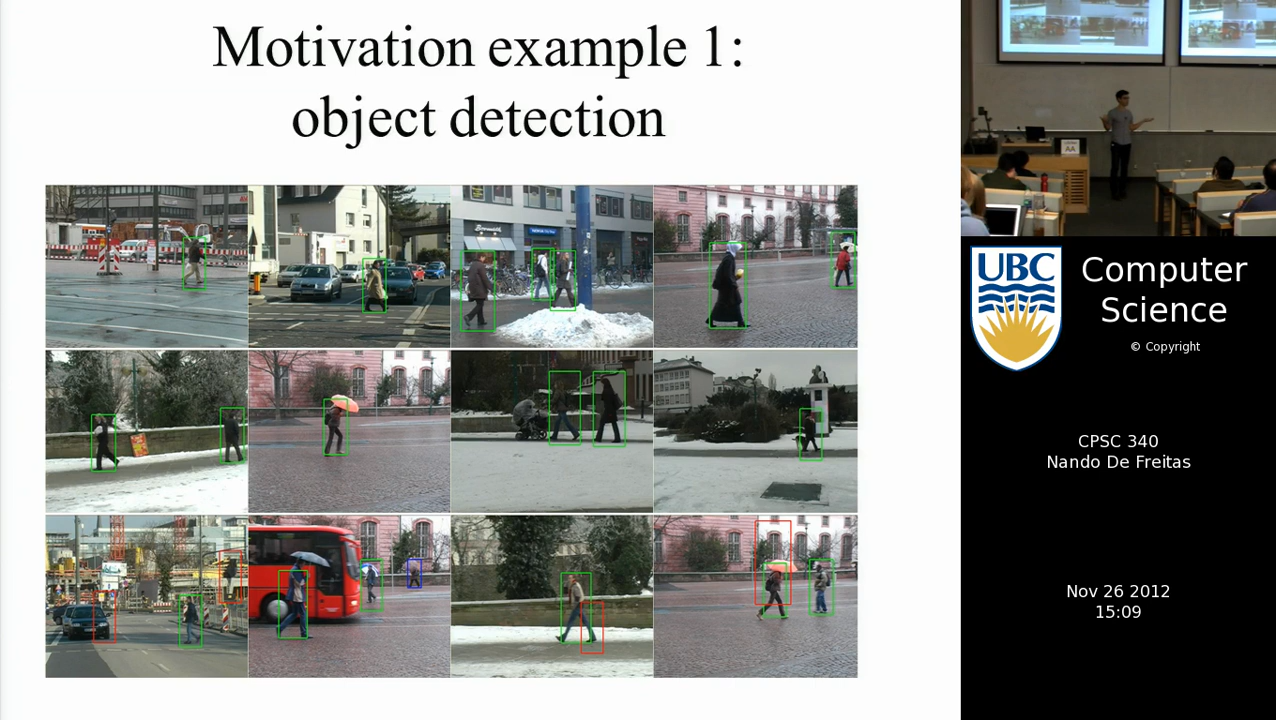 Motivation example 1:
object detection
UBC
Computer
Science
© Copyright
CPSC 340
Nando De Freitas
Nov 26 2012
15:09